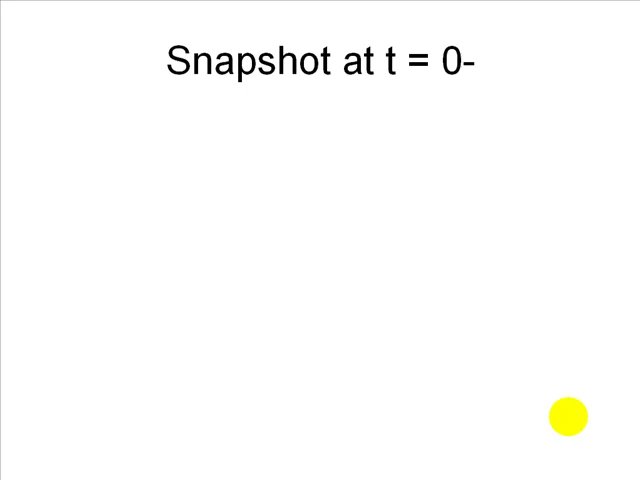 Snapshot at t = 0-